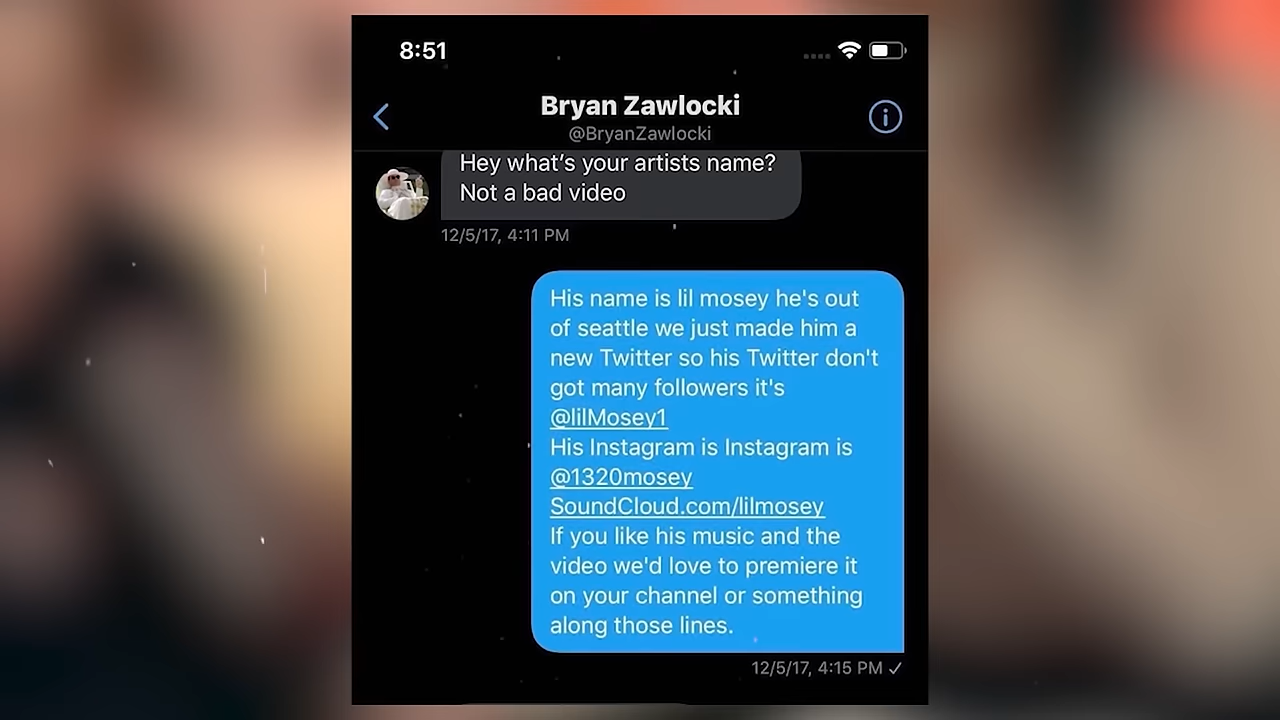 8:51
Bryan Zawlocki
@BryanZawlocki
Hey what's your artists name?
Not a bad video
12/5/17, 4:11 PM
His name is lil mosey he's out
of seattle we just made him a
new Twitter so his Twitter don't
got many followers it's
@lilMosey1
His Instagram is Instagram is
@1320mosey
SoundCloud.com/lilmosey
If you like his music and the
video we'd love to premiere it
on your channel or something
along those lines.
12/5/17, 4:15 PM